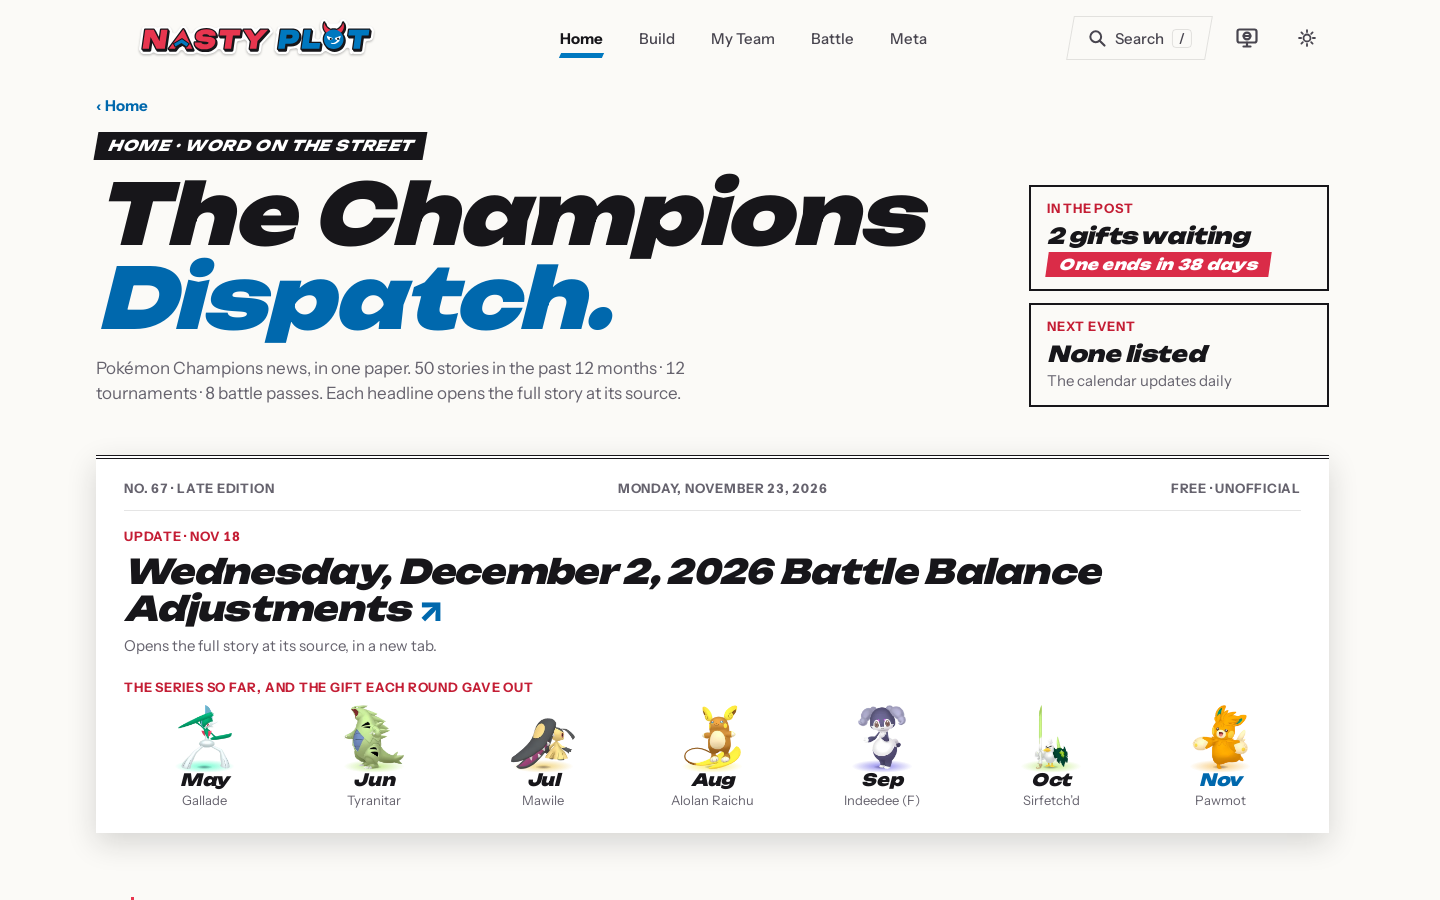 NASTY PLOT
Home
Build
My Team
Battle
Meta
Search /
‹ Home
HOME · WORD ON THE STREET
The Champions
Dispatch.
Pokémon Champions news, in one paper. 50 stories in the past 12 months · 12
tournaments · 8 battle passes. Each headline opens the full story at its source.
IN THE POST
2 gifts waiting
One ends in 38 days
NEXT EVENT
None listed
The calendar updates daily
NO. 67 · LATE EDITION
MONDAY, NOVEMBER 23, 2026
FREE · UNOFFICIAL
UPDATE · NOV 18
Wednesday, December 2, 2026 Battle Balance
Adjustments ↗
Opens the full story at its source, in a new tab.
THE SERIES SO FAR, AND THE GIFT EACH ROUND GAVE OUT
May
Gallade
Jun
Tyranitar
Jul
Mawile
Aug
Alolan Raichu
Sep
Indeedee (F)
Oct
Sirfetch’d
Nov
Pawmot